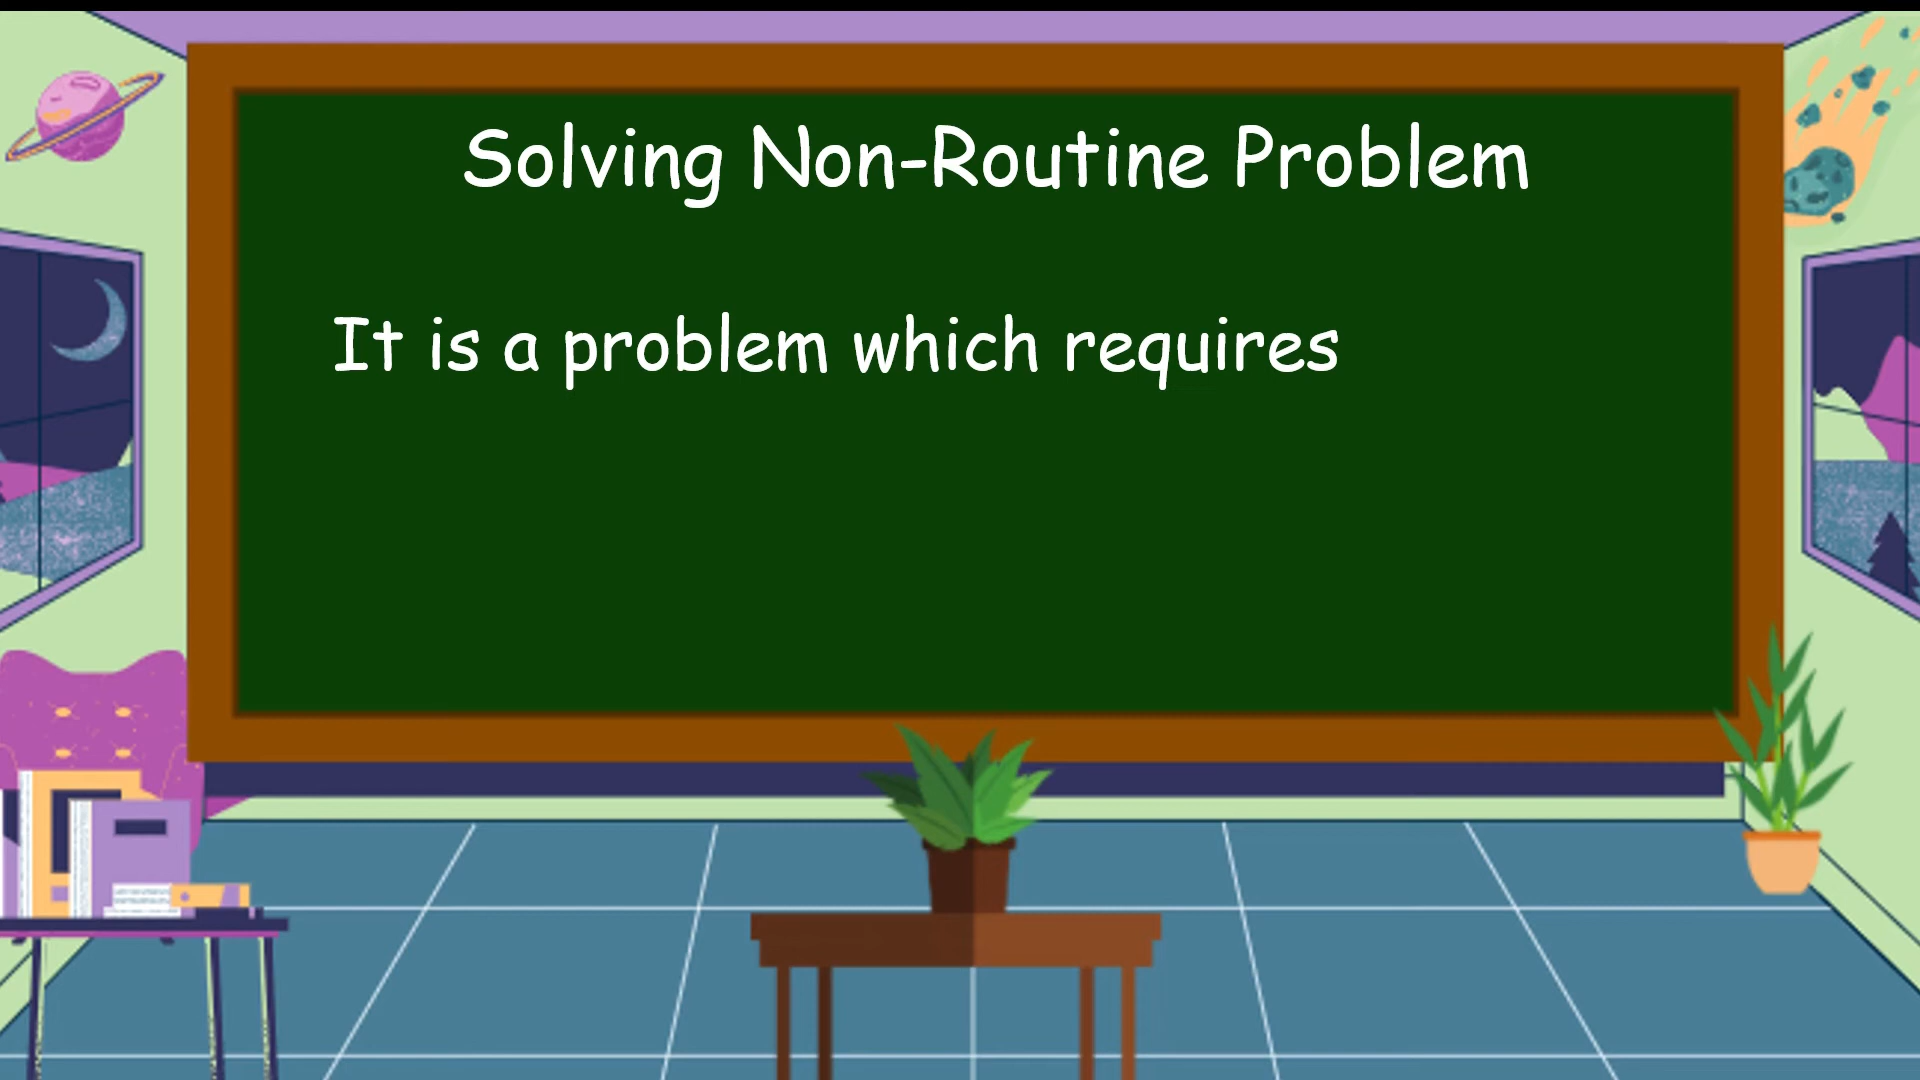 Solving Non-Routine Problem
It is a problem which requires